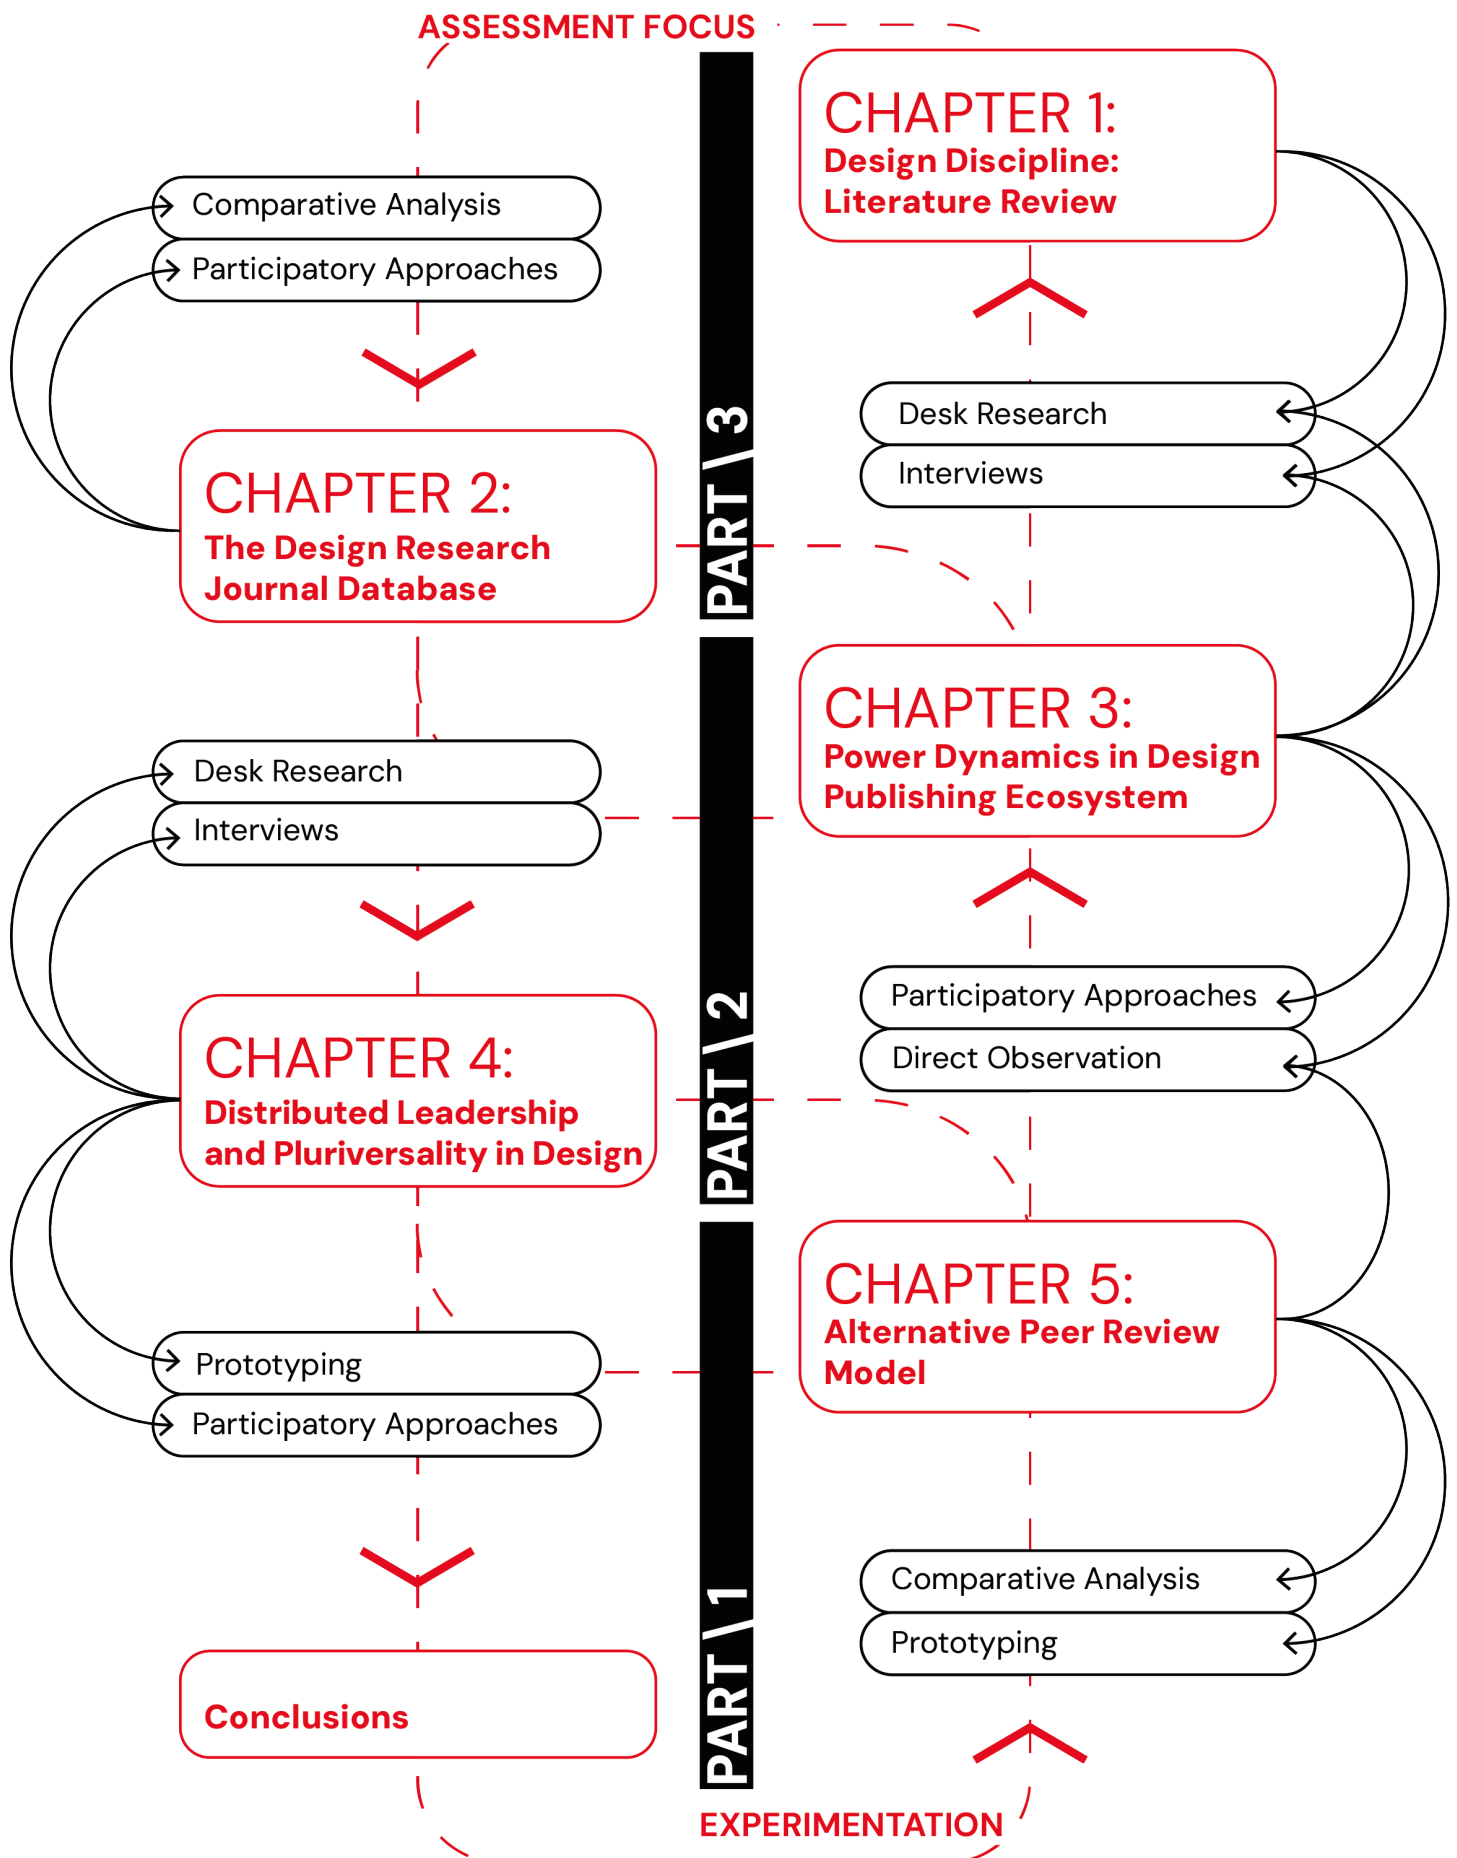 ASSESSMENT FOCUS
CHAPTER 1:
Design Discipline:
Literature Review
Comparative Analysis
Participatory Approaches
Desk Research
Interviews
PART \ 3
CHAPTER 2:
The Design Research
Journal Database
CHAPTER 3:
Power Dynamics in Design
Publishing Ecosystem
Desk Research
Interviews
PART \ 2
Participatory Approaches
Direct Observation
CHAPTER 4:
Distributed Leadership
and Pluriversality in Design
CHAPTER 5:
Alternative Peer Review
Model
Prototyping
Participatory Approaches
PART \ 1
Comparative Analysis
Prototyping
Conclusions
EXPERIMENTATION